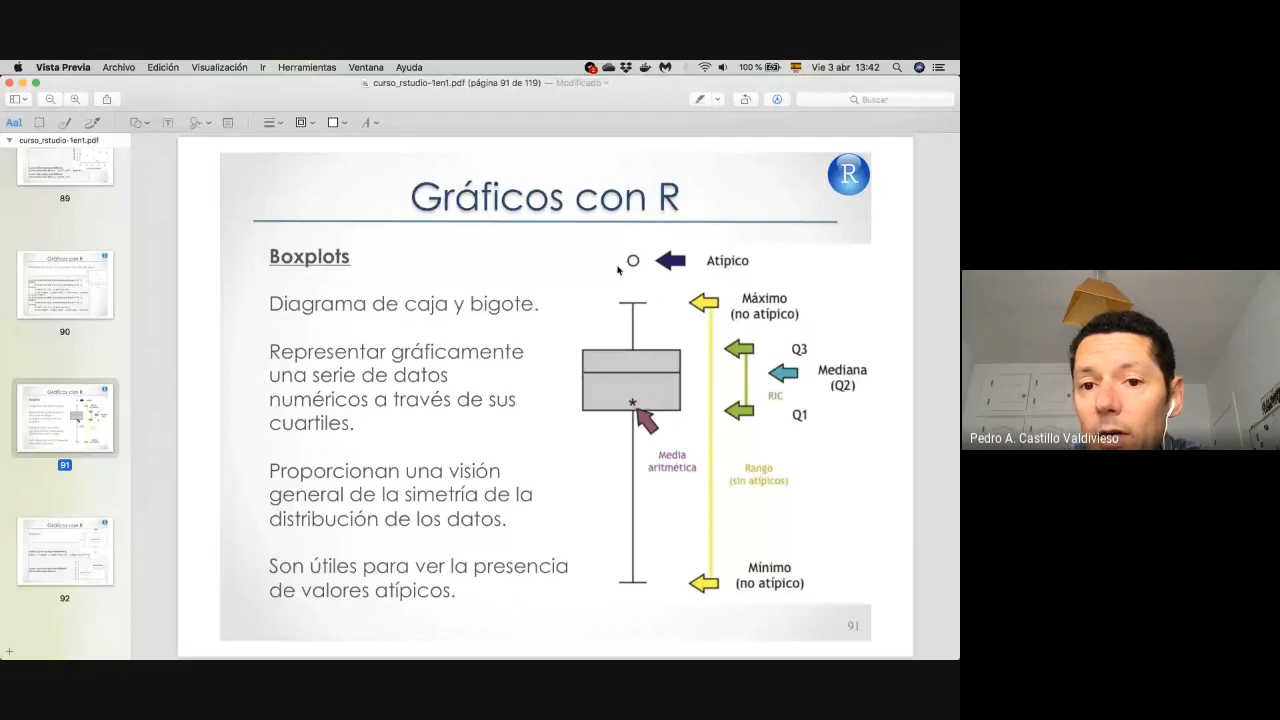 Vista Previa Archivo Edición Visualización Ir Herramientas Ventana Ayuda 100 % Vie 3 abr 13:42
curso_rstudio-1en1.pdf (página 91 de 119) — Modificado
Buscar
AaI
A
curso_rstudio-1en1.pdf
89
90
91
92
Gráficos con R
R
Boxplots
Diagrama de caja y bigote.
Representar gráficamente
una serie de datos
numéricos a través de sus
cuartiles.
Proporcionan una visión
general de la simetría de la
distribución de los datos.
Son útiles para ver la presencia
de valores atípicos.
Atípico
Máximo
(no atípico)
Q3
Mediana
(Q2)
RIC
Q1
Media
aritmética
Rango
(sin atípicos)
Mínimo
(no atípico)
91
Pedro A. Castillo Valdivieso